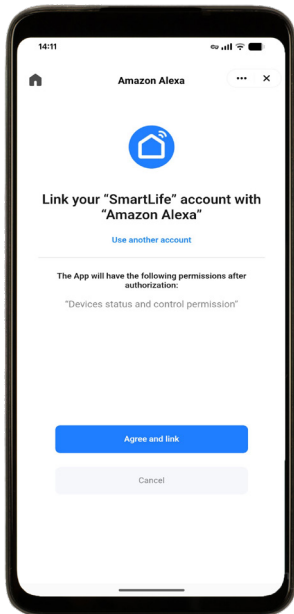 14:11
Amazon Alexa
Link your “SmartLife” account with
“Amazon Alexa”
Use another account
The App will have the following permissions after
authorization:
“Devices status and control permission”
Agree and link
Cancel